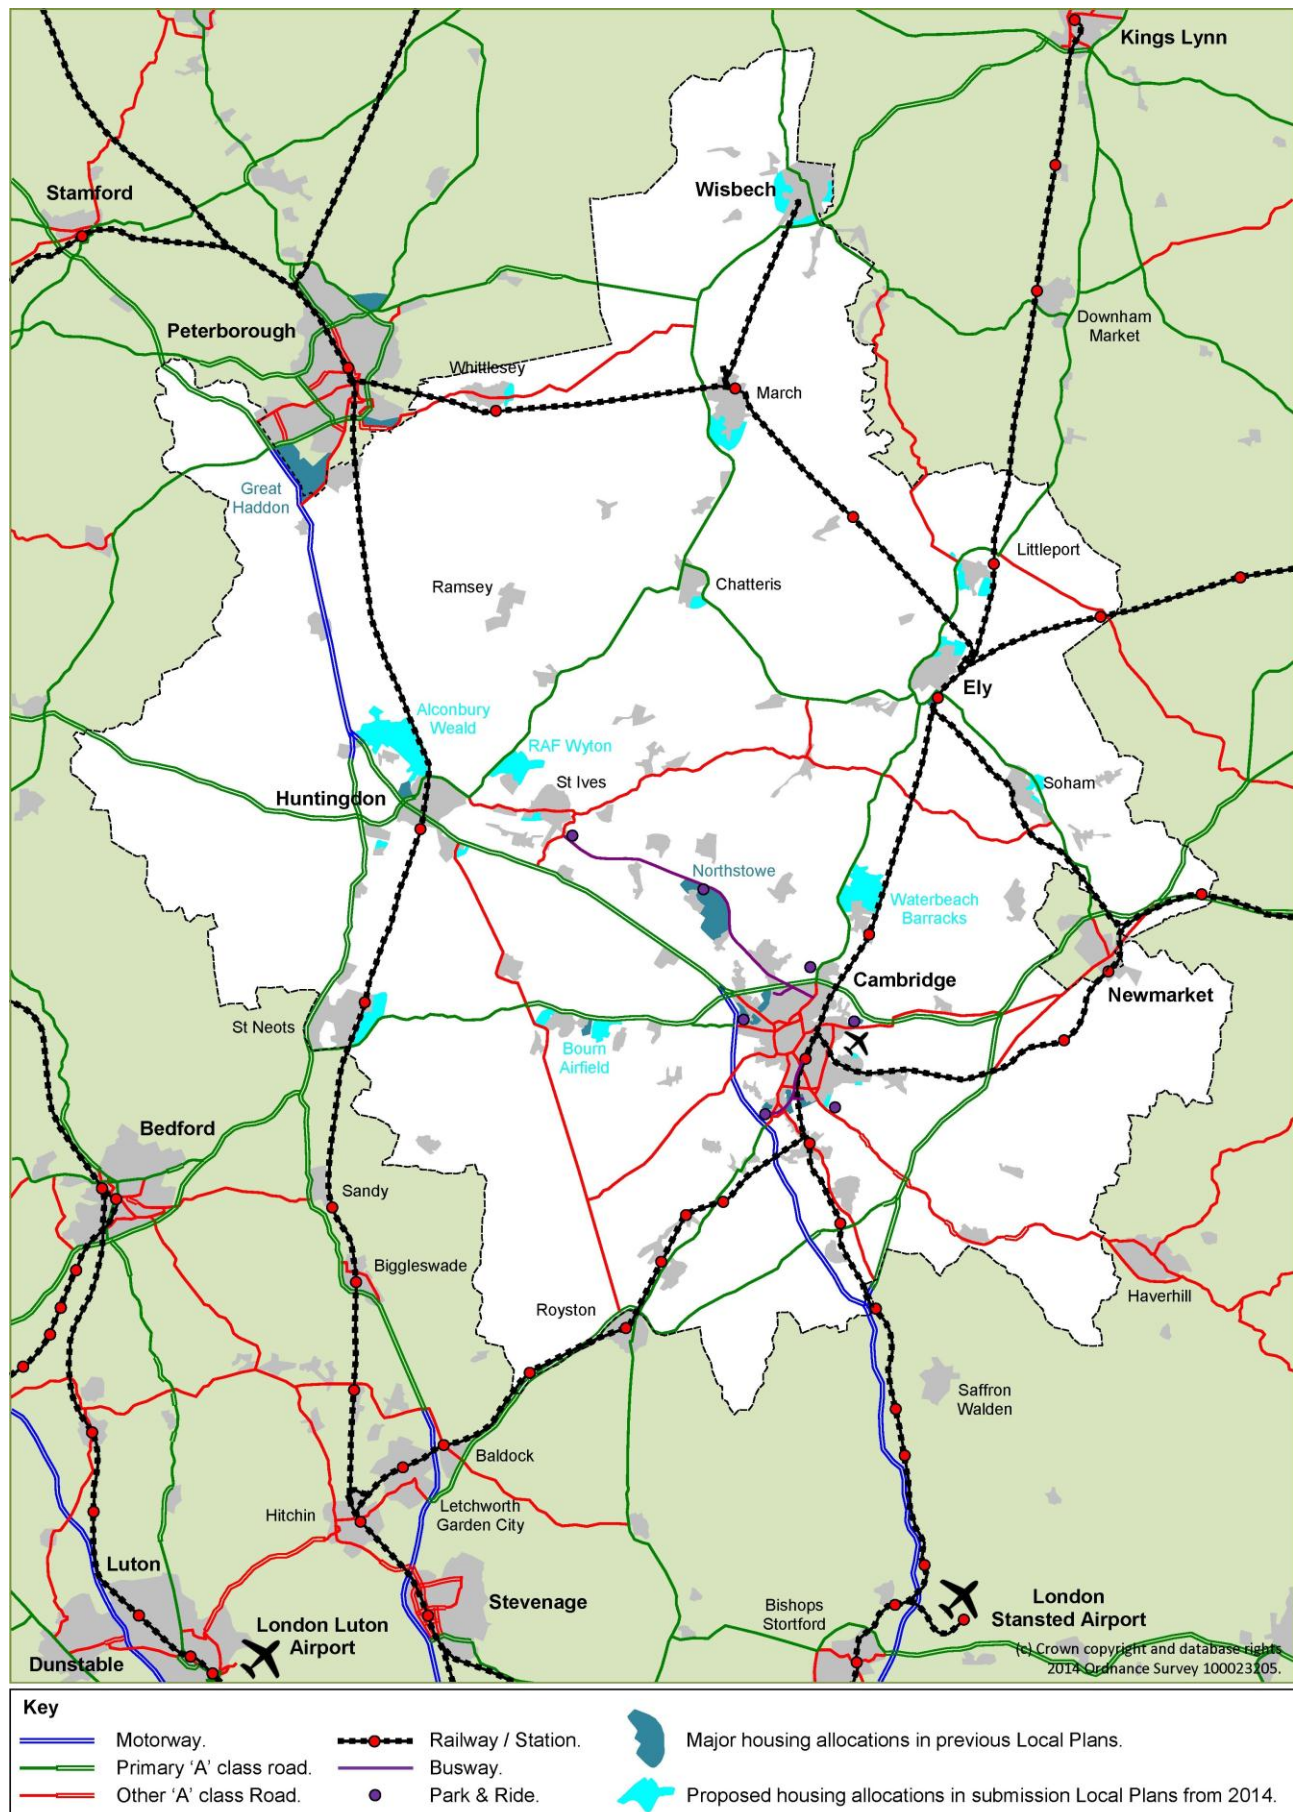 Kings Lynn
Stamford
Wisbech
Peterborough
Downham
Market
Whittlesey
March
Great
Haddon
Littleport
Ramsey
Chatteris
Ely
Alconbury
Weald
RAF Wyton
St Ives
Soham
Huntingdon
Northstowe
Waterbeach
Barracks
Cambridge
Newmarket
St Neots
Bourn
Airfield
Bedford
Sandy
Biggleswade
Haverhill
Royston
Saffron
Walden
Baldock
Letchworth
Garden City
Hitchin
Luton
Stevenage
Bishops
Stortford
London
Stansted Airport
London Luton
Airport
Dunstable
(c) Crown copyright and database rights
2014 Ordnance Survey 100023205.
Key
Motorway.
Primary ‘A’ class road.
Other ‘A’ class Road.
Railway / Station.
Busway.
Park & Ride.
Major housing allocations in previous Local Plans.
Proposed housing allocations in submission Local Plans from 2014.